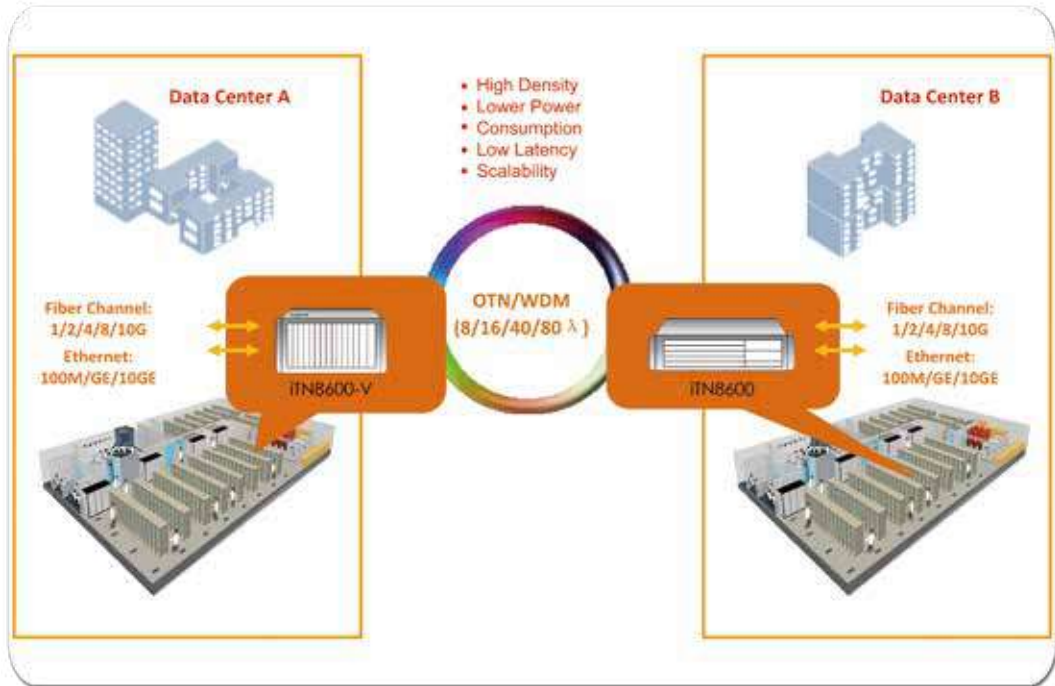 Data Center A
• High Density
• Lower Power
• Consumption
• Low Latency
• Scalability
Data Center B
Fiber Channel:
1/2/4/8/10G
Ethernet:
100M/GE/10GE
iTN8600-V
OTN/WDM
(8/16/40/80 λ)
iTN8600
Fiber Channel:
1/2/4/8/10G
Ethernet:
100M/GE/10GE